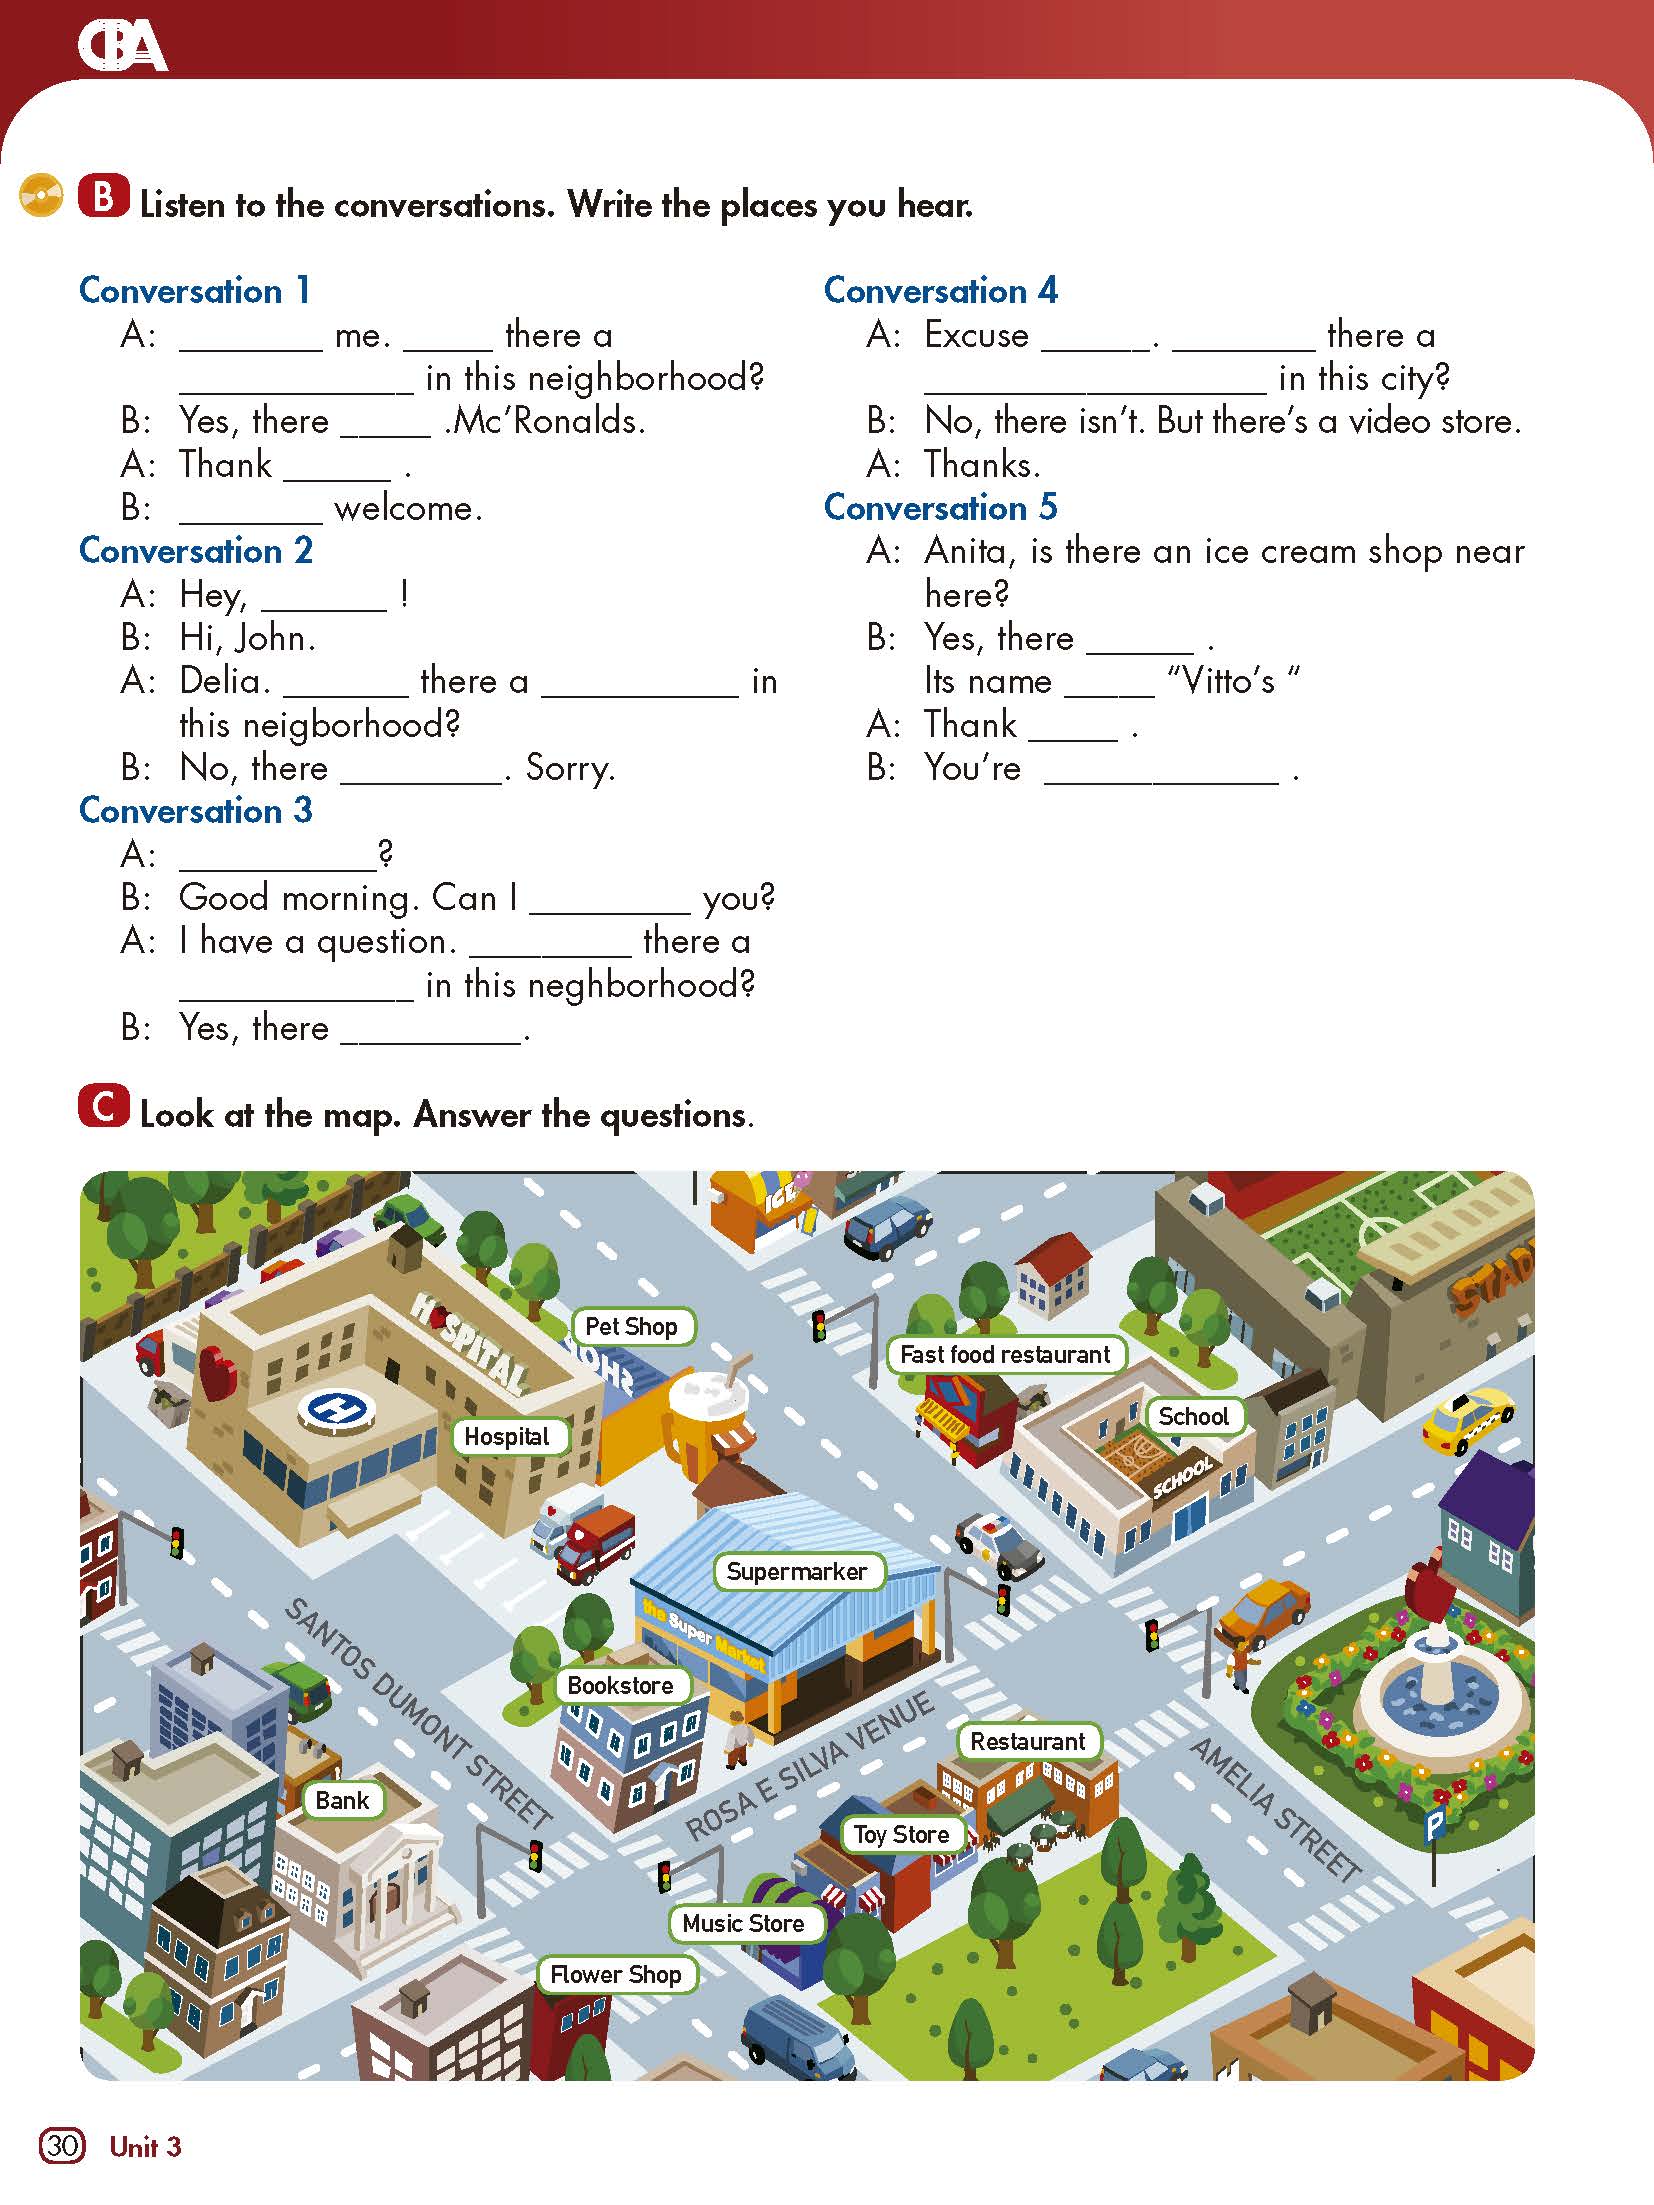 CBA
B Listen to the conversations. Write the places you hear.
Conversation 1
A: ________ me. _____ there a
_____________ in this neighborhood?
B: Yes, there _____ .Mc’Ronalds.
A: Thank ______ .
B: ________ welcome.
Conversation 2
A: Hey, _______ !
B: Hi, John.
A: Delia. _______ there a ___________ in
this neigborhood?
B: No, there _________. Sorry.
Conversation 3
A: ___________?
B: Good morning. Can I _________ you?
A: I have a question. _________ there a
_____________ in this neghborhood?
B: Yes, there __________.
Conversation 4
A: Excuse ______. ________ there a
___________________ in this city?
B: No, there isn’t. But there’s a video store.
A: Thanks.
Conversation 5
A: Anita, is there an ice cream shop near
here?
B: Yes, there ______ .
Its name _____ “Vitto’s “
A: Thank _____ .
B: You’re _____________ .
C Look at the map. Answer the questions.
ICE
STAD
HOSPITAL
Pet Shop
SHOP
Fast food restaurant
School
SCHOOL
H
Hospital
Supermarker
the Super Market
SANTOS DUMONT STREET
Bookstore
ROSA E SILVA VENUE
Restaurant
AMELIA STREET
Bank
Toy Store
P
Music Store
Flower Shop
30 Unit 3